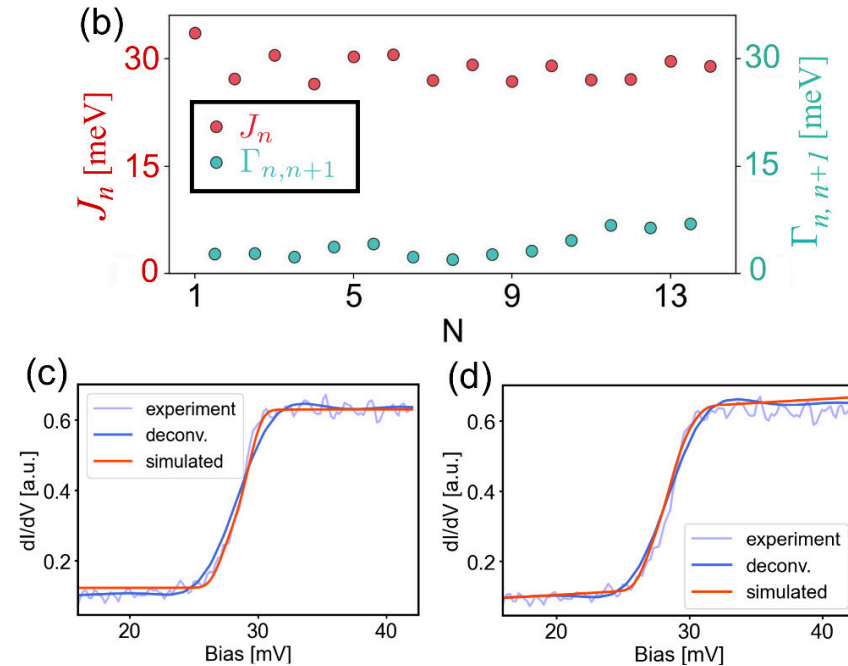 (b)
30
15
0
J_n [meV]
J_n
Γ_{n,n+1}
30
15
0
Γ_{n, n+1} [meV]
1 5 9 13
N
(c)
0.6
0.4
0.2
dI/dV [a.u.]
experiment
deconv.
simulated
20 30 40
Bias [mV]
(d)
0.6
0.4
0.2
dI/dV [a.u.]
experiment
deconv.
simulated
20 30 40
Bias [mV]